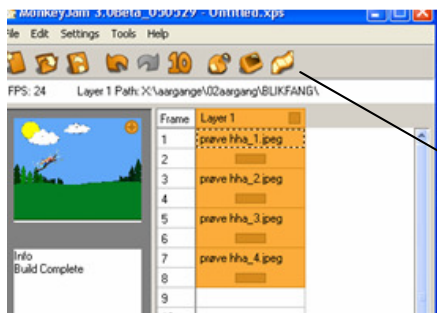 MonkeyJam 3.0Beta_050529 - Untitled.xps
File Edit Settings Tools Help
10
FPS: 24 Layer 1 Path: X:\aargange\02aargang\BLIKFANG\
Frame Layer 1
1 prøve hha_1.jpeg
2
3 prøve hha_2.jpeg
4
5 prøve hha_3.jpeg
6
7 prøve hha_4.jpeg
8
9
Info
Build Complete